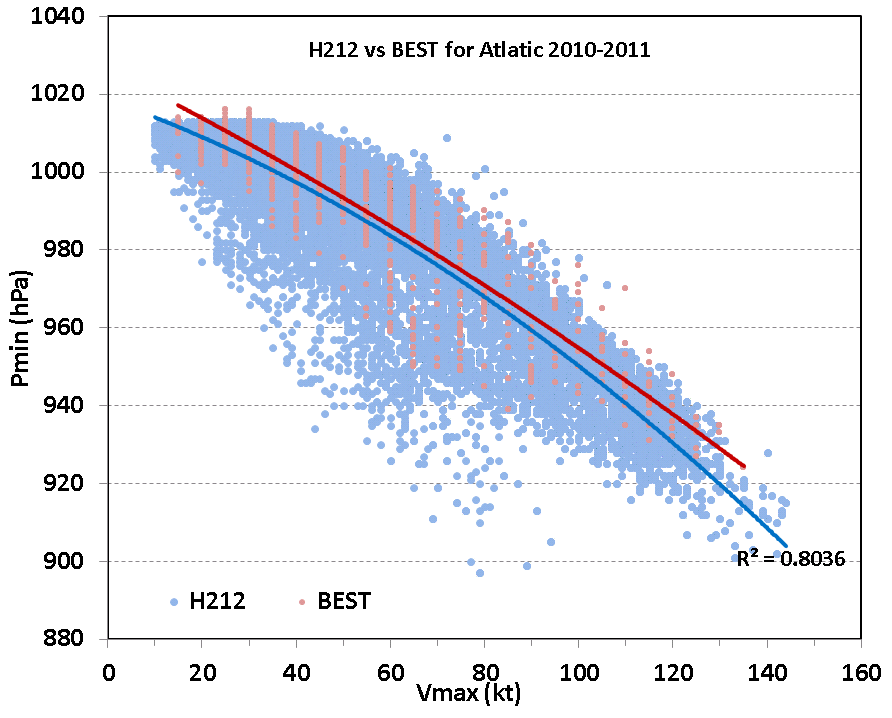 H212 vs BEST for Atlatic 2010-2011
1040
1020
1000
980
960
940
920
900
880
Pmin (hPa)
R² = 0.8036
H212
BEST
0 20 40 60 80 100 120 140 160
Vmax (kt)